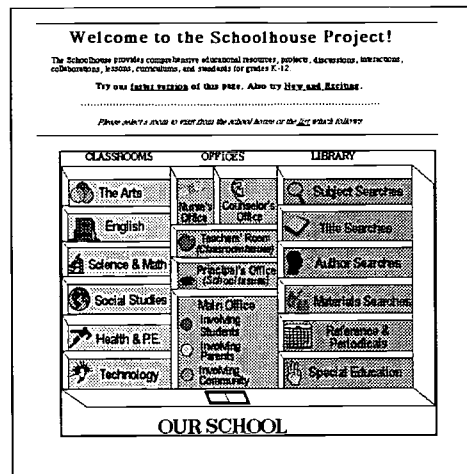 Welcome to the Schoolhouse Project!
The Schoolhouse provides comprehensive educational resources, projects, discussions, interactions,
collaborations, lessons, curriculums, and standards for grades K-12.
Try our faster version of this page. Also try New and Exciting.
Please select a room to visit from the school house or the list which follows
CLASSROOMS
The Arts
English
Science & Math
Social Studies
Health & P.E.
Technology
OFFICES
Nurse's
Office
Counselor's
Office
Teachers' Room
(Classroom Issues)
Principal's Office
(School Issues)
Main Office
Involving
Students
Involving
Parents
Involving
Community
LIBRARY
Subject Searches
Title Searches
Author Searches
Materials Searches
Reference &
Periodicals
Special Education
OUR SCHOOL